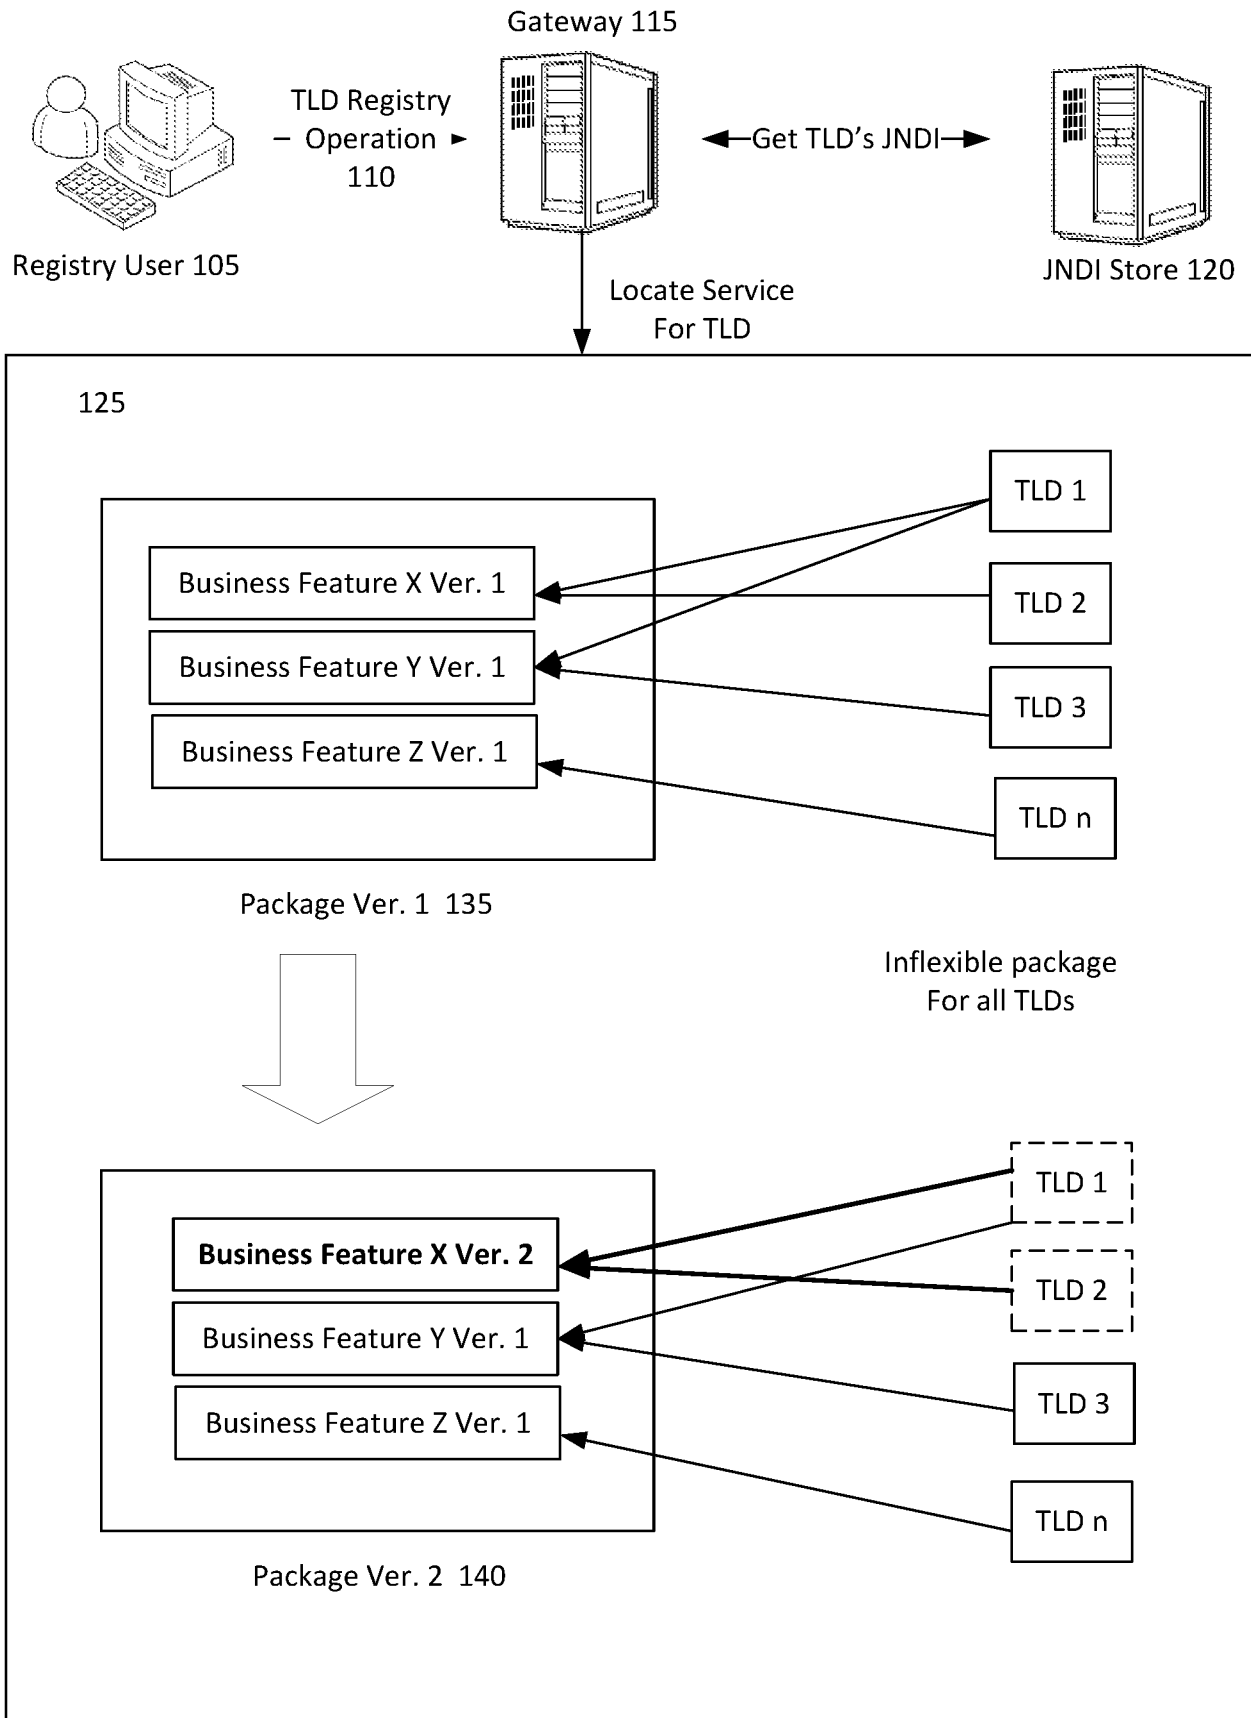 Gateway 115
TLD Registry
Operation
110
Get TLD's JNDI
Registry User 105
JNDI Store 120
Locate Service
For TLD
125
TLD 1
Business Feature X Ver. 1
TLD 2
Business Feature Y Ver. 1
TLD 3
Business Feature Z Ver. 1
TLD n
Package Ver. 1 135
Inflexible package
For all TLDs
TLD 1
Business Feature X Ver. 2
TLD 2
Business Feature Y Ver. 1
TLD 3
Business Feature Z Ver. 1
TLD n
Package Ver. 2 140